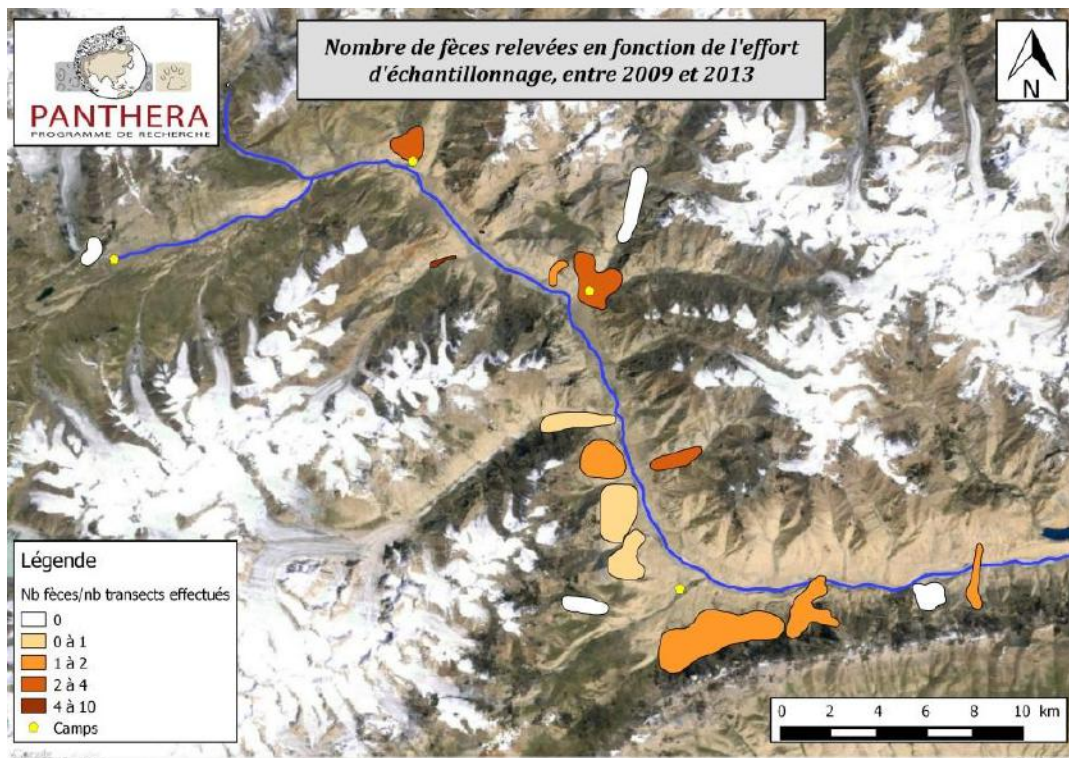 PANTHERA
PROGRAMME DE RECHERCHE
Nombre de fèces relevées en fonction de l'effort
d'échantillonnage, entre 2009 et 2013
N
Légende
Nb fèces/nb transects effectués
0
0 à 1
1 à 2
2 à 4
4 à 10
Camps
0 2 4 6 8 10 km